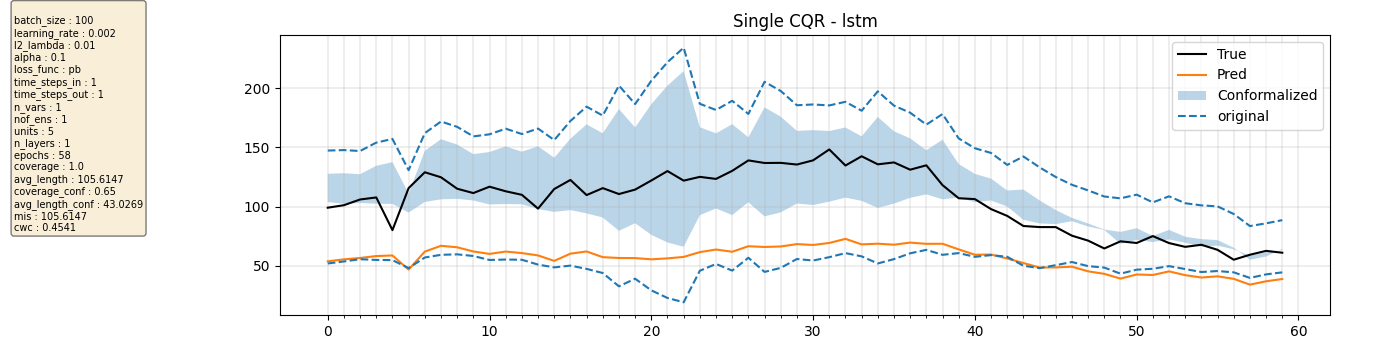 batch_size : 100
learning_rate : 0.002
l2_lambda : 0.01
alpha : 0.1
loss_func : pb
time_steps_in : 1
time_steps_out : 1
n_vars : 1
nof_ens : 1
units : 5
n_layers : 1
epochs : 58
coverage : 1.0
avg_length : 105.6147
coverage_conf : 0.65
avg_length_conf : 43.0269
mis : 105.6147
cwc : 0.4541
Single CQR - lstm
True
Pred
Conformalized
original
200
150
100
50
0 10 20 30 40 50 60